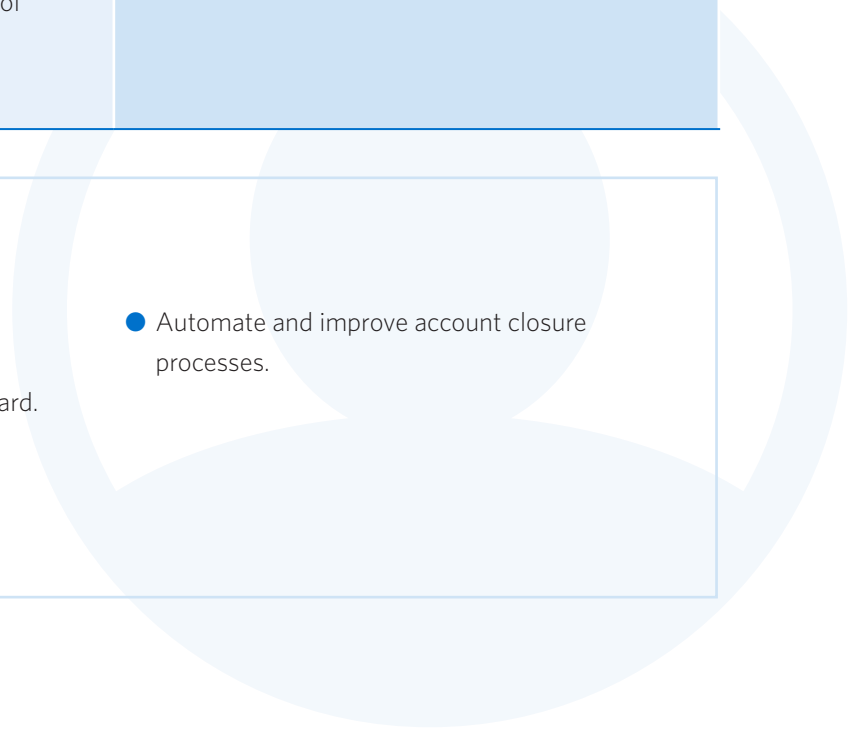 of
Automate and improve account closure
processes.
ard.